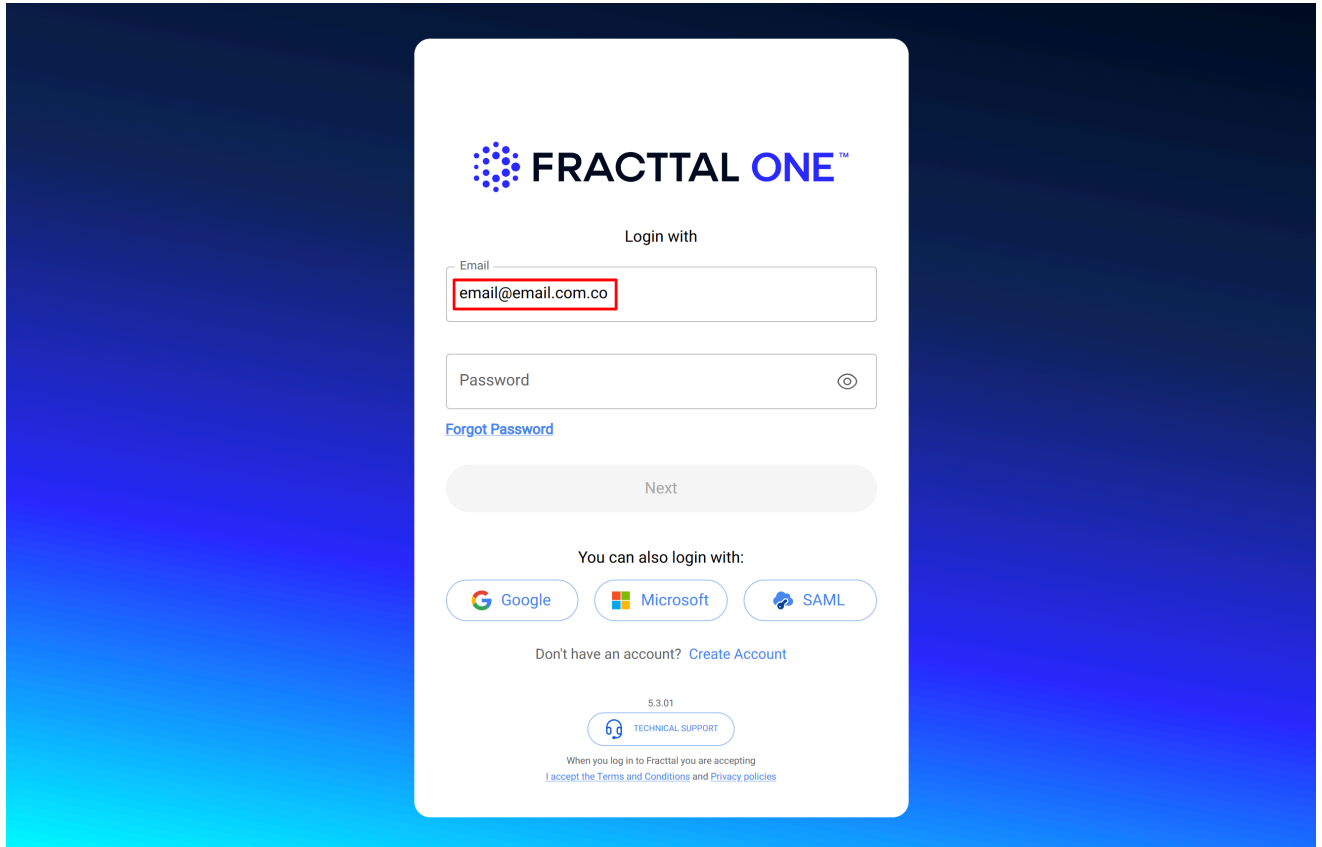 FRACTTAL ONE™
Login with
Email
email@email.com.co
Password
Forgot Password
Next
You can also login with:
Google
Microsoft
SAML
Don't have an account? Create Account
5.3.01
TECHNICAL SUPPORT
When you log in to Fracttal you are accepting
I accept the Terms and Conditions and Privacy policies